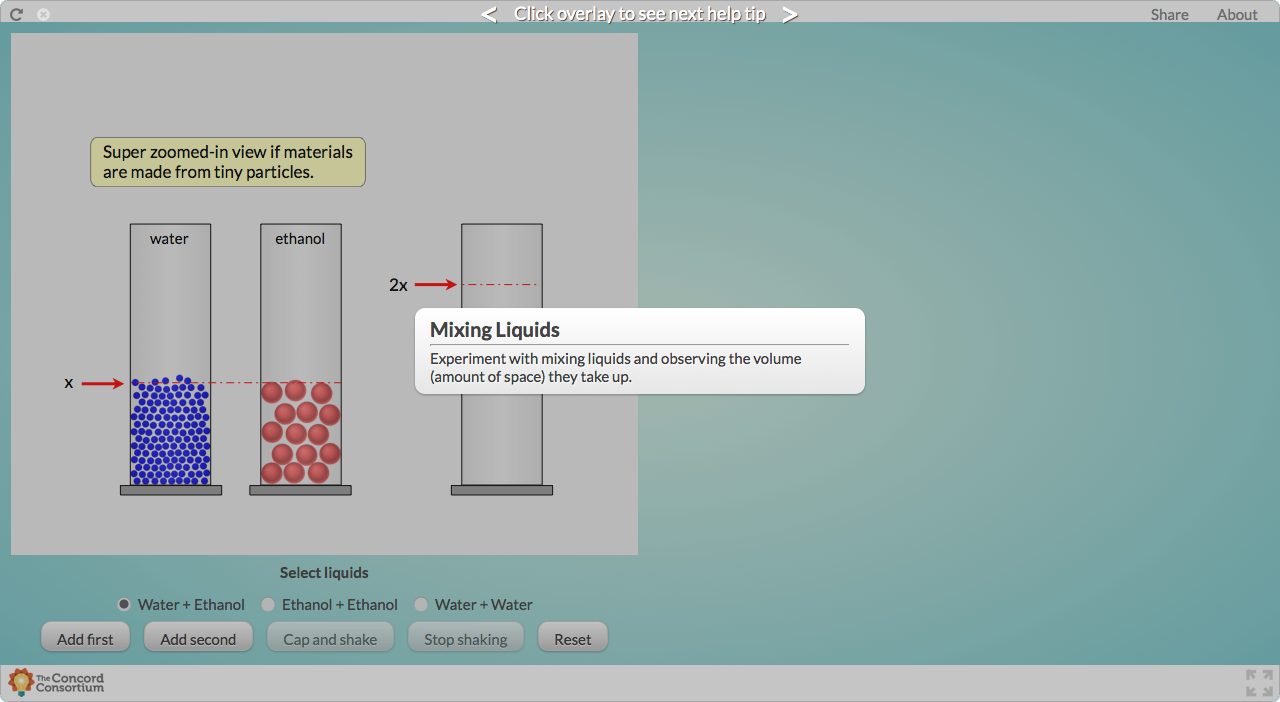 < Click overlay to see next help tip >
Share About
Super zoomed-in view if materials
are made from tiny particles.
water
ethanol
2x
Mixing Liquids
Experiment with mixing liquids and observing the volume
(amount of space) they take up.
x
Select liquids
Water + Ethanol Ethanol + Ethanol Water + Water
Add first Add second Cap and shake Stop shaking Reset
The Concord
Consortium